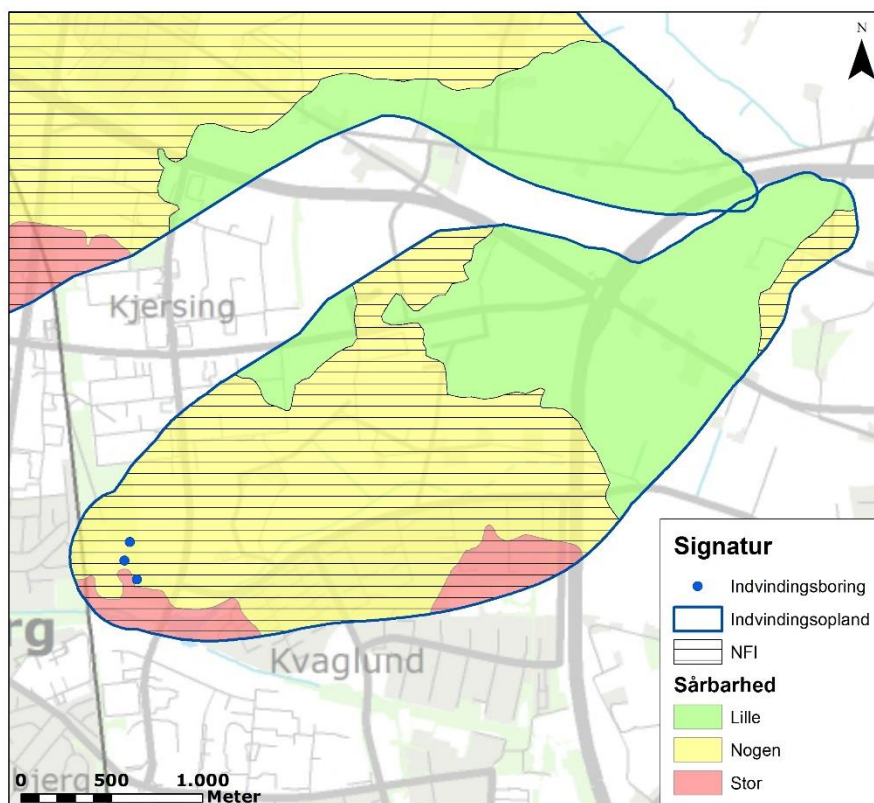 N
Kjersing
rg
Kvaglund
bjerg
0 500 1.000
Meter
Signatur
Indvindingsboring
Indvindingsopland
NFI
Sårbarhed
Lille
Nogen
Stor